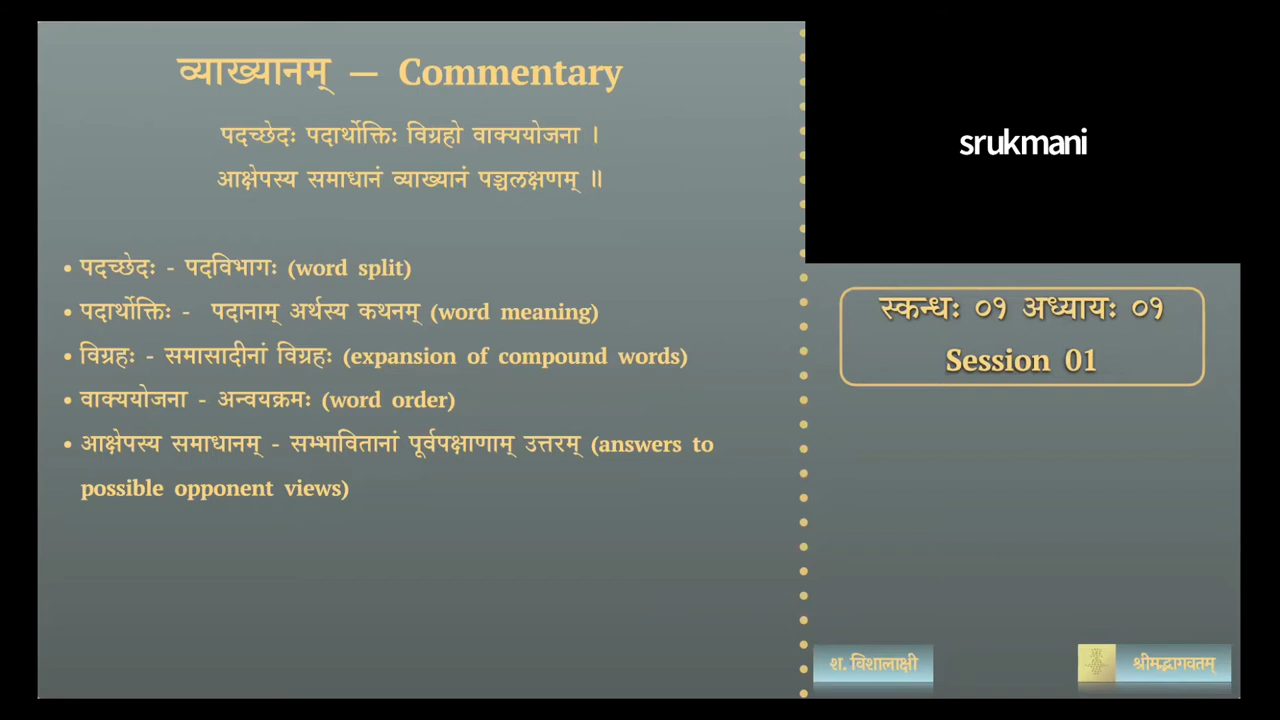 व्याख्यानम् — Commentary
पदच्छेदः पदार्थोक्तिः विग्रहो वाक्ययोजना ।
आक्षेपस्य समाधानं व्याख्यानं पञ्चलक्षणम् ॥
• पदच्छेदः - पदविभागः (word split)
• पदार्थोक्तिः - पदानाम् अर्थस्य कथनम् (word meaning)
• विग्रहः - समासादीनां विग्रहः (expansion of compound words)
• वाक्ययोजना - अन्वयक्रमः (word order)
• आक्षेपस्य समाधानम् - सम्भावितानां पूर्वपक्षाणाम् उत्तरम् (answers to
possible opponent views)
srukmani
स्कन्धः ०१ अध्यायः ०१
Session 01
श. विशालाक्षी
श्रीमद्भागवतम्